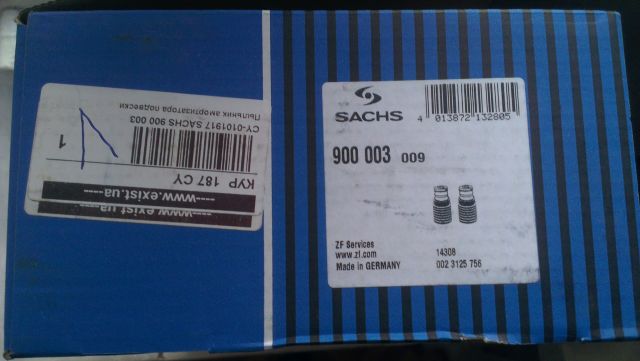 SACHS
4 013872 132805
900 003 009
ZF Services
www.zf.com
Made in GERMANY
14308
002 3125 756
Пыльник амортизатора подвески
CY-0101917 SACHS 900 003
1
КУР 187 CY
www.exist.ua
www.exist.ua